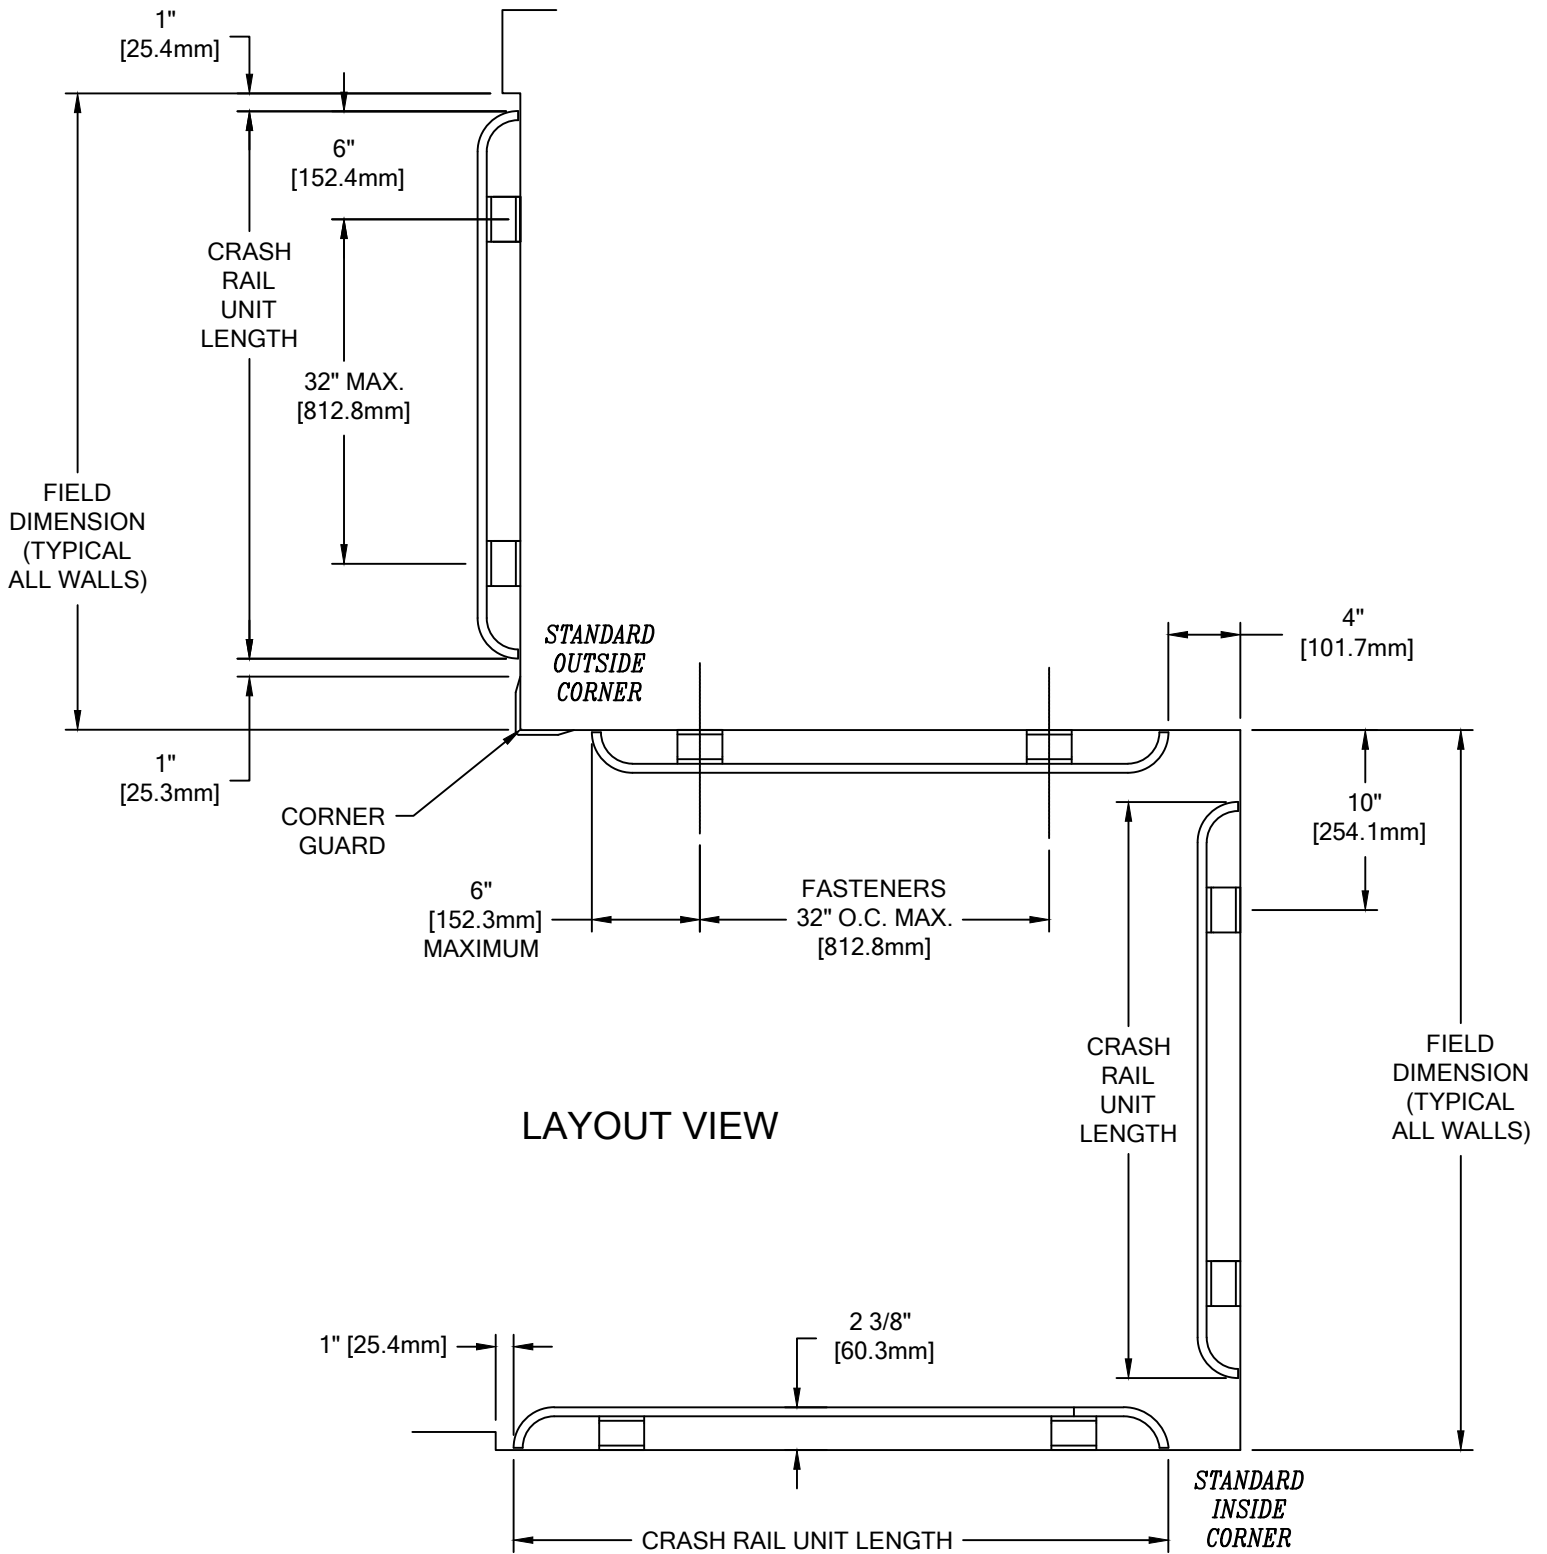 1"
[25.4mm]
6"
[152.4mm]
CRASH
RAIL
UNIT
LENGTH
32" MAX.
[812.8mm]
FIELD
DIMENSION
(TYPICAL
ALL WALLS)
STANDARD
OUTSIDE
CORNER
4"
[101.7mm]
1"
[25.3mm]
CORNER
GUARD
10"
[254.1mm]
6"
[152.3mm]
MAXIMUM
FASTENERS
32" O.C. MAX.
[812.8mm]
CRASH
RAIL
UNIT
LENGTH
FIELD
DIMENSION
(TYPICAL
ALL WALLS)
LAYOUT VIEW
1" [25.4mm]
2 3/8"
[60.3mm]
STANDARD
INSIDE
CORNER
CRASH RAIL UNIT LENGTH